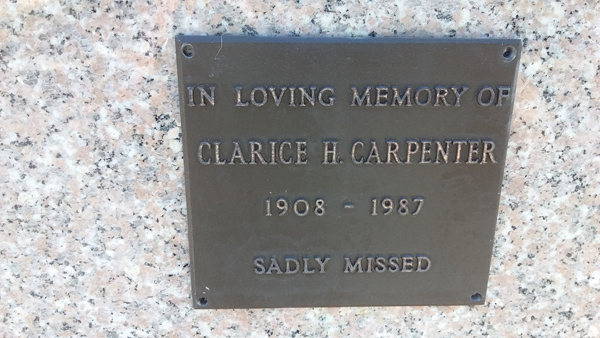 IN LOVING MEMORY OF
CLARICE H. CARPENTER
1908 - 1987
SADLY MISSED